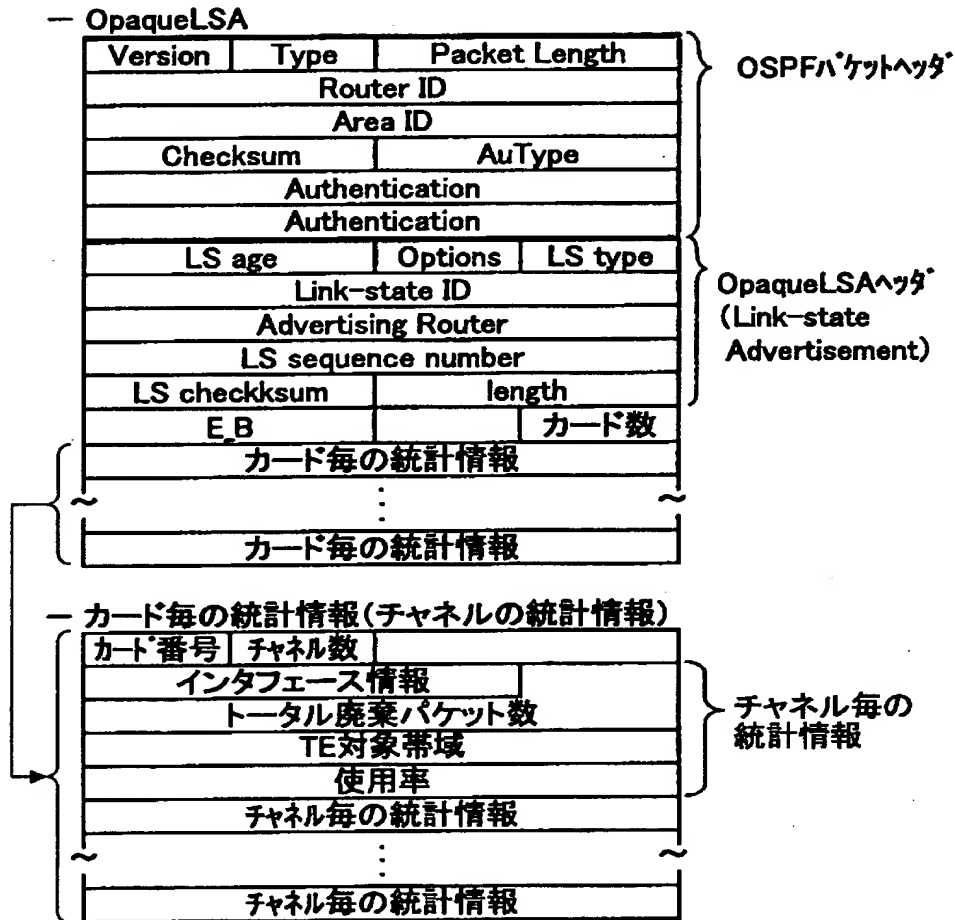 — OpaqueLSA
Version Type Packet Length
OSPFパケットヘッダ
Router ID
Area ID
Checksum AuType
Authentication
Authentication
LS age Options LS type
Link-state ID
OpaqueLSAヘッダ
(Link-state
Advertisement)
Advertising Router
LS sequence number
LS checkksum length
E_B カード数
カード毎の統計情報
カード毎の統計情報
— カード毎の統計情報(チャネルの統計情報)
カード番号 チャネル数
インタフェース情報
トータル廃棄パケット数
TE対象帯域
使用率
チャネル毎の
統計情報
チャネル毎の統計情報
チャネル毎の統計情報